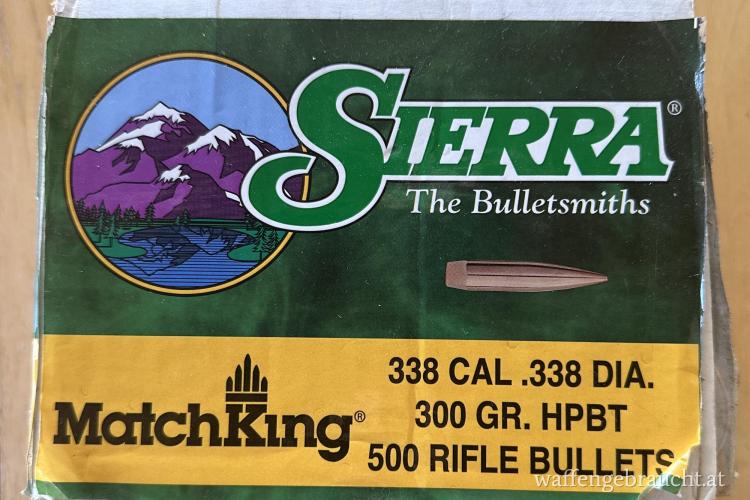 SIERRA®
The Bulletsmiths
MatchKing®
338 CAL .338 DIA.
300 GR. HPBT
500 RIFLE BULLETS
waffengebraucht.at